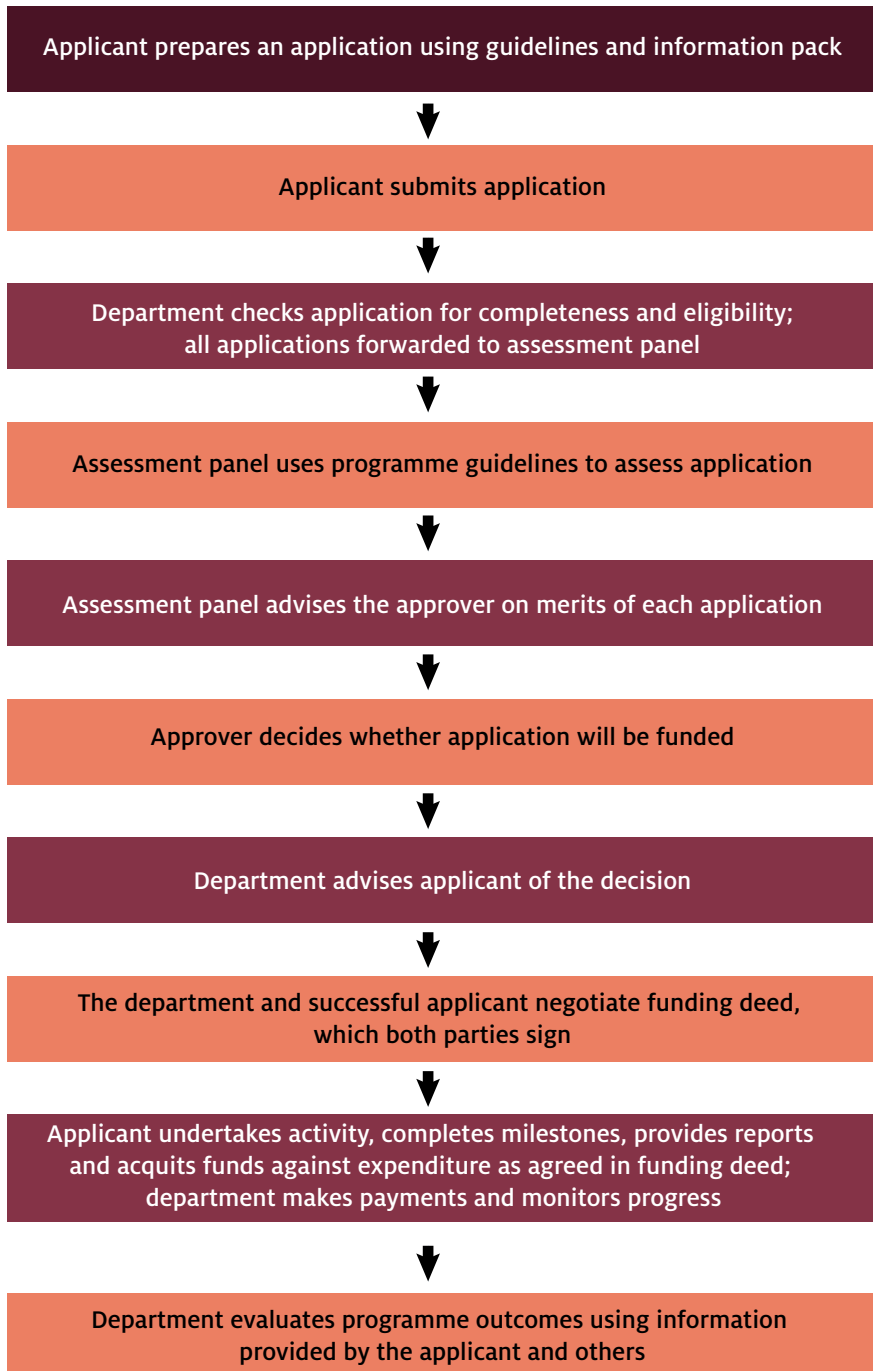 Applicant prepares an application using guidelines and information pack
Applicant submits application
Department checks application for completeness and eligibility;
all applications forwarded to assessment panel
Assessment panel uses programme guidelines to assess application
Assessment panel advises the approver on merits of each application
Approver decides whether application will be funded
Department advises applicant of the decision
The department and successful applicant negotiate funding deed,
which both parties sign
Applicant undertakes activity, completes milestones, provides reports
and acquits funds against expenditure as agreed in funding deed;
department makes payments and monitors progress
Department evaluates programme outcomes using information
provided by the applicant and others